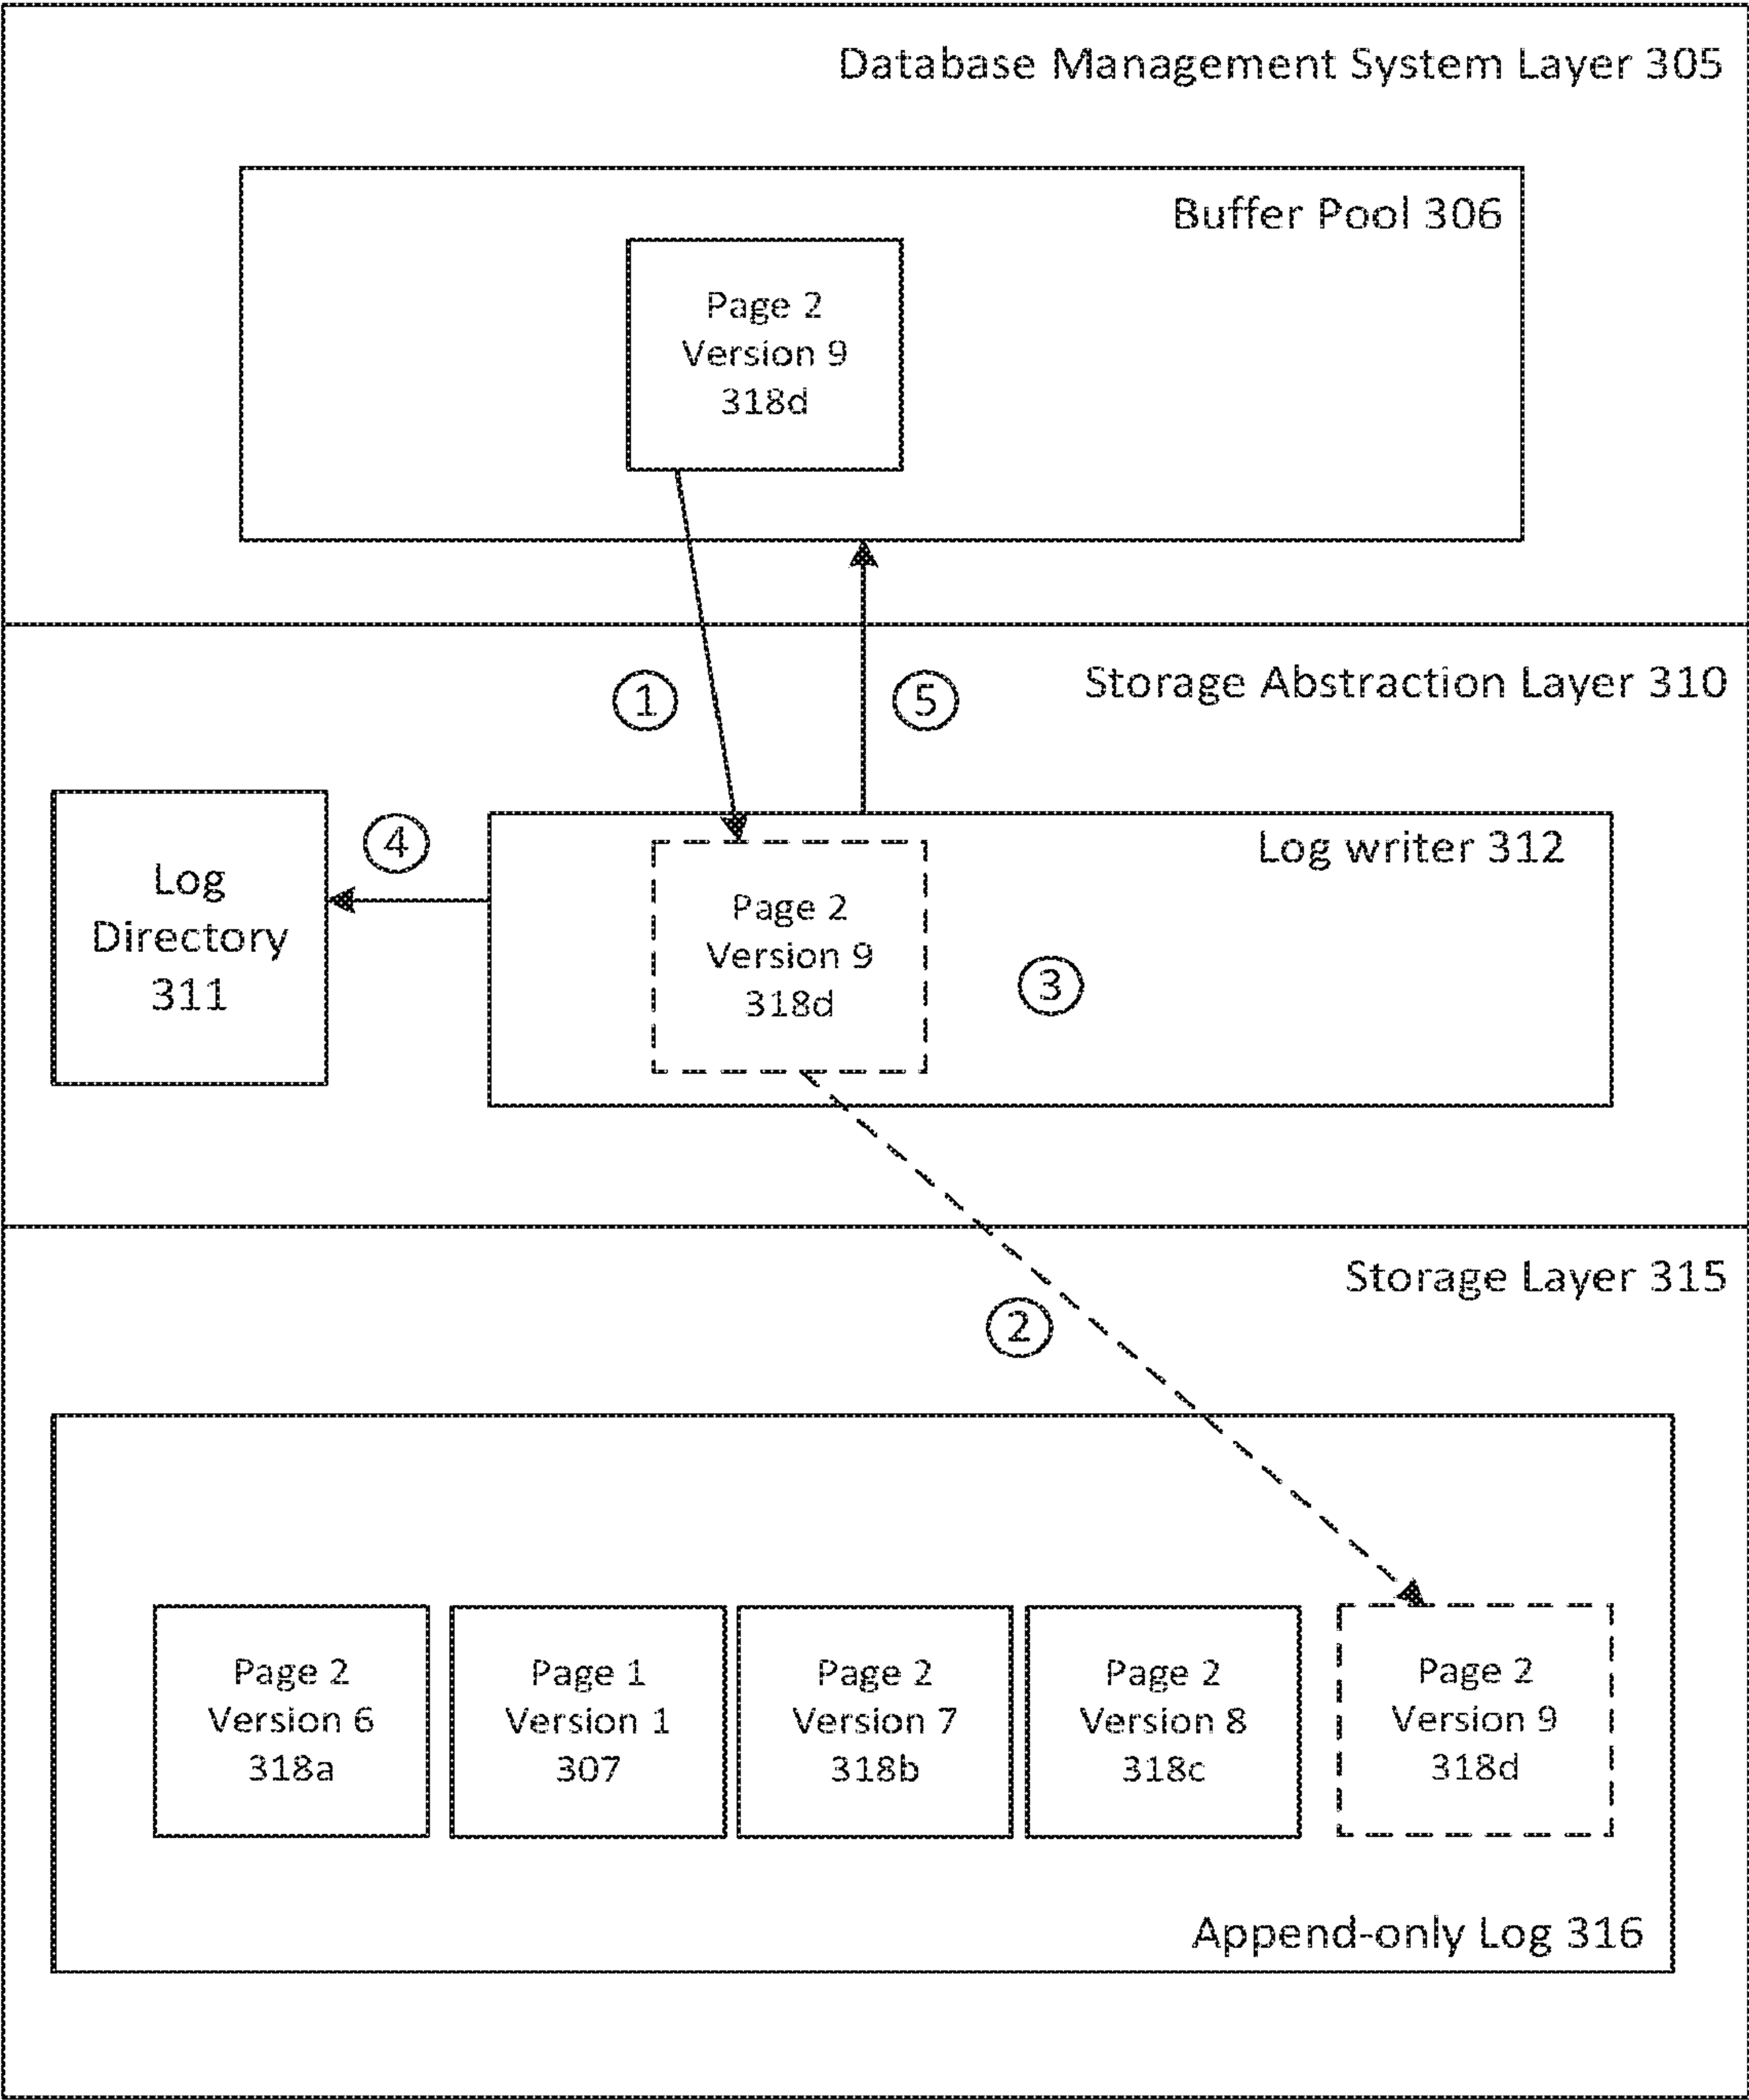 Database Management System Layer 305
Buffer Pool 306
Page 2
Version 9
318d
Storage Abstraction Layer 310
1
5
Log
Directory
311
4
Log writer 312
Page 2
Version 9
318d
3
Storage Layer 315
2
Page 2
Version 6
318a
Page 1
Version 1
307
Page 2
Version 7
318b
Page 2
Version 8
318c
Page 2
Version 9
318d
Append-only Log 316